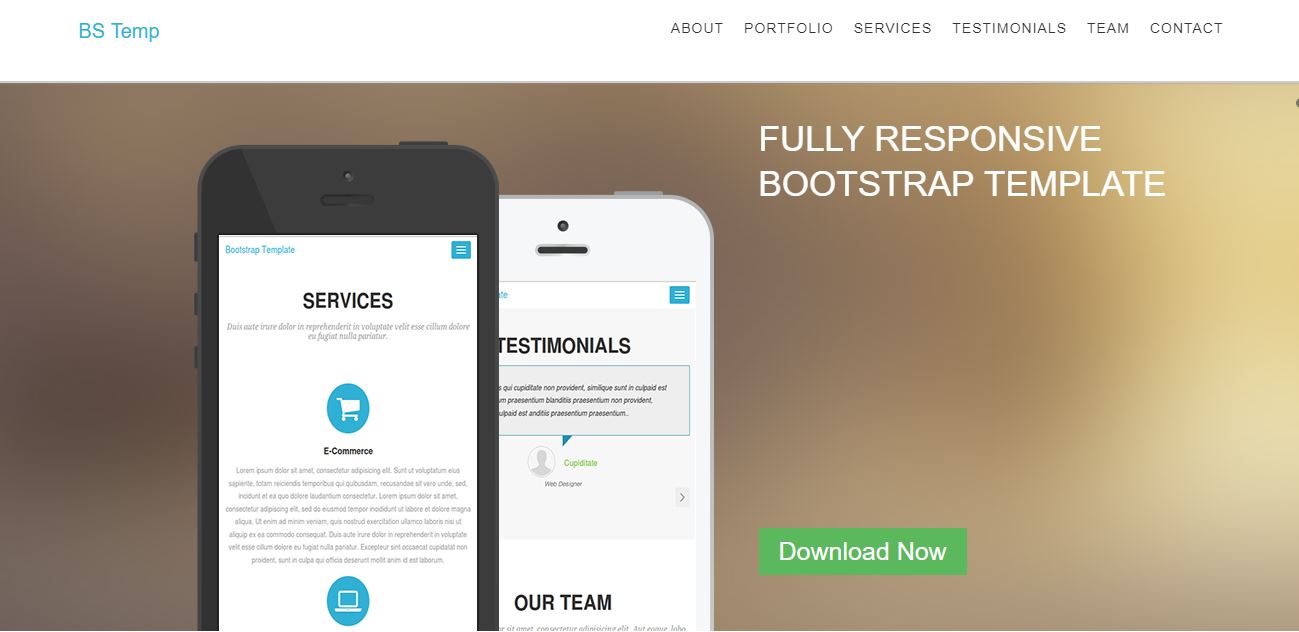 BS Temp
ABOUT PORTFOLIO SERVICES TESTIMONIALS TEAM CONTACT
FULLY RESPONSIVE
BOOTSTRAP TEMPLATE
Download Now
Bootstrap Template
SERVICES
Duis aute irure dolor in reprehenderit in voluptate velit esse cillum dolore
eu fugiat nulla pariatur.
E-Commerce
Lorem ipsum dolor sit amet, consectetur adipisicing elit. Sunt ut voluptatum eius
sapiente, totam reiciendis temporibus qui quibusdam, recusandae sit vero unde, sed,
incidunt et ea quo dolore laudantium consectetur. Lorem ipsum dolor sit amet,
consectetur adipiscing elit, sed do eiusmod tempor incididunt ut labore et dolore magna
aliqua. Ut enim ad minim veniam, quis nostrud exercitation ullamco laboris nisi ut
aliquip ex ea commodo consequat. Duis aute irure dolor in reprehenderit in voluptate
velit esse cillum dolore eu fugiat nulla pariatur. Excepteur sint occaecat cupidatat non
proident, sunt in culpa qui officia deserunt mollit anim id est laborum.
TESTIMONIALS
qui cupiditate non provident, similique sunt in culpaid est
praesentium blanditiis praesentium non provident,
est anditiis praesentium praesentium..
Cupiditate
Web Designer
OUR TEAM
sit amet, consectetur adipisicing elit. Aut eaque, labo